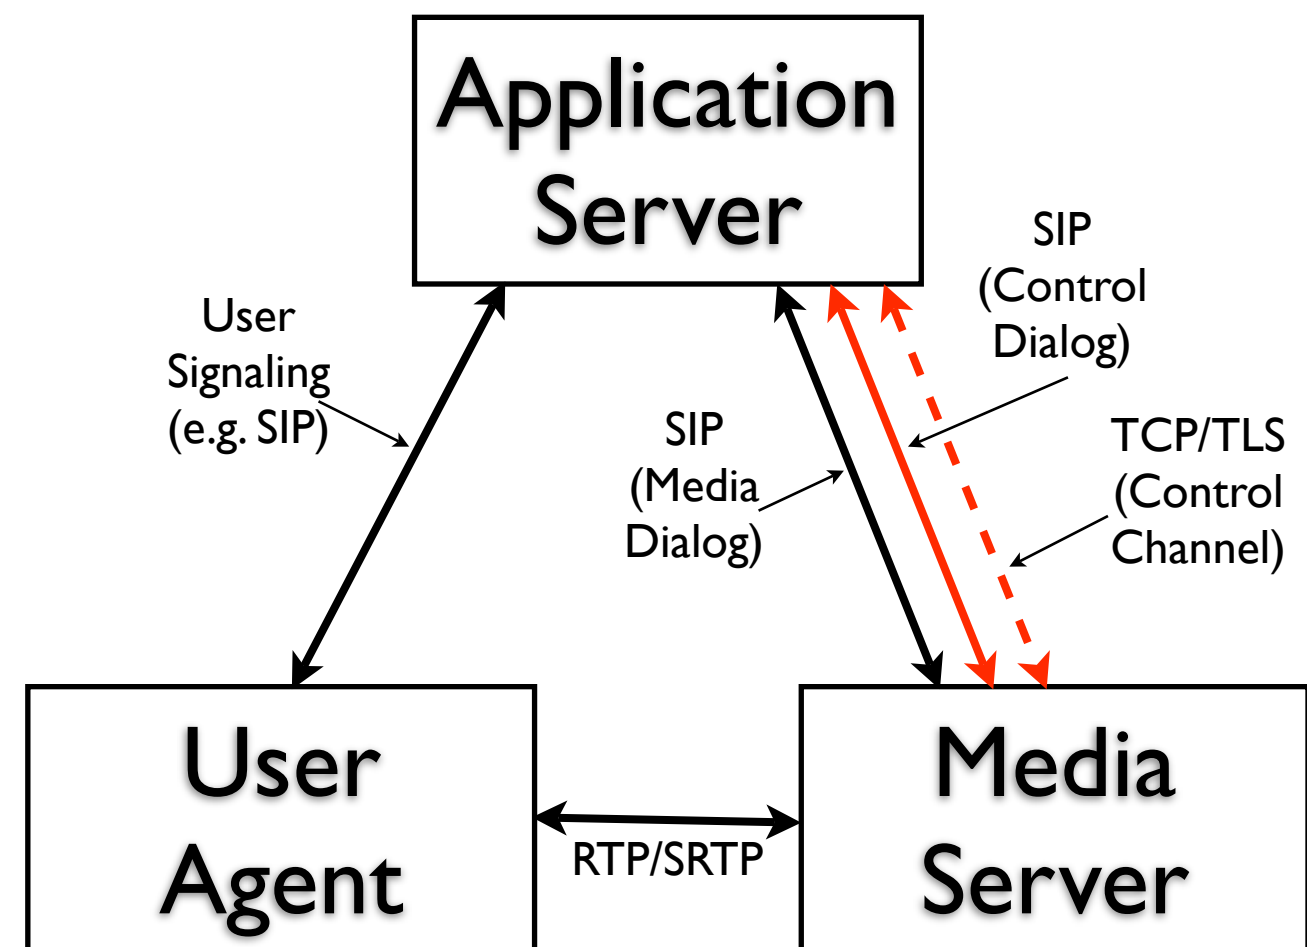 Application
Server
User
Signaling
(e.g. SIP)
SIP
(Media
Dialog)
SIP
(Control
Dialog)
TCP/TLS
(Control
Channel)
User
Agent
RTP/SRTP
Media
Server